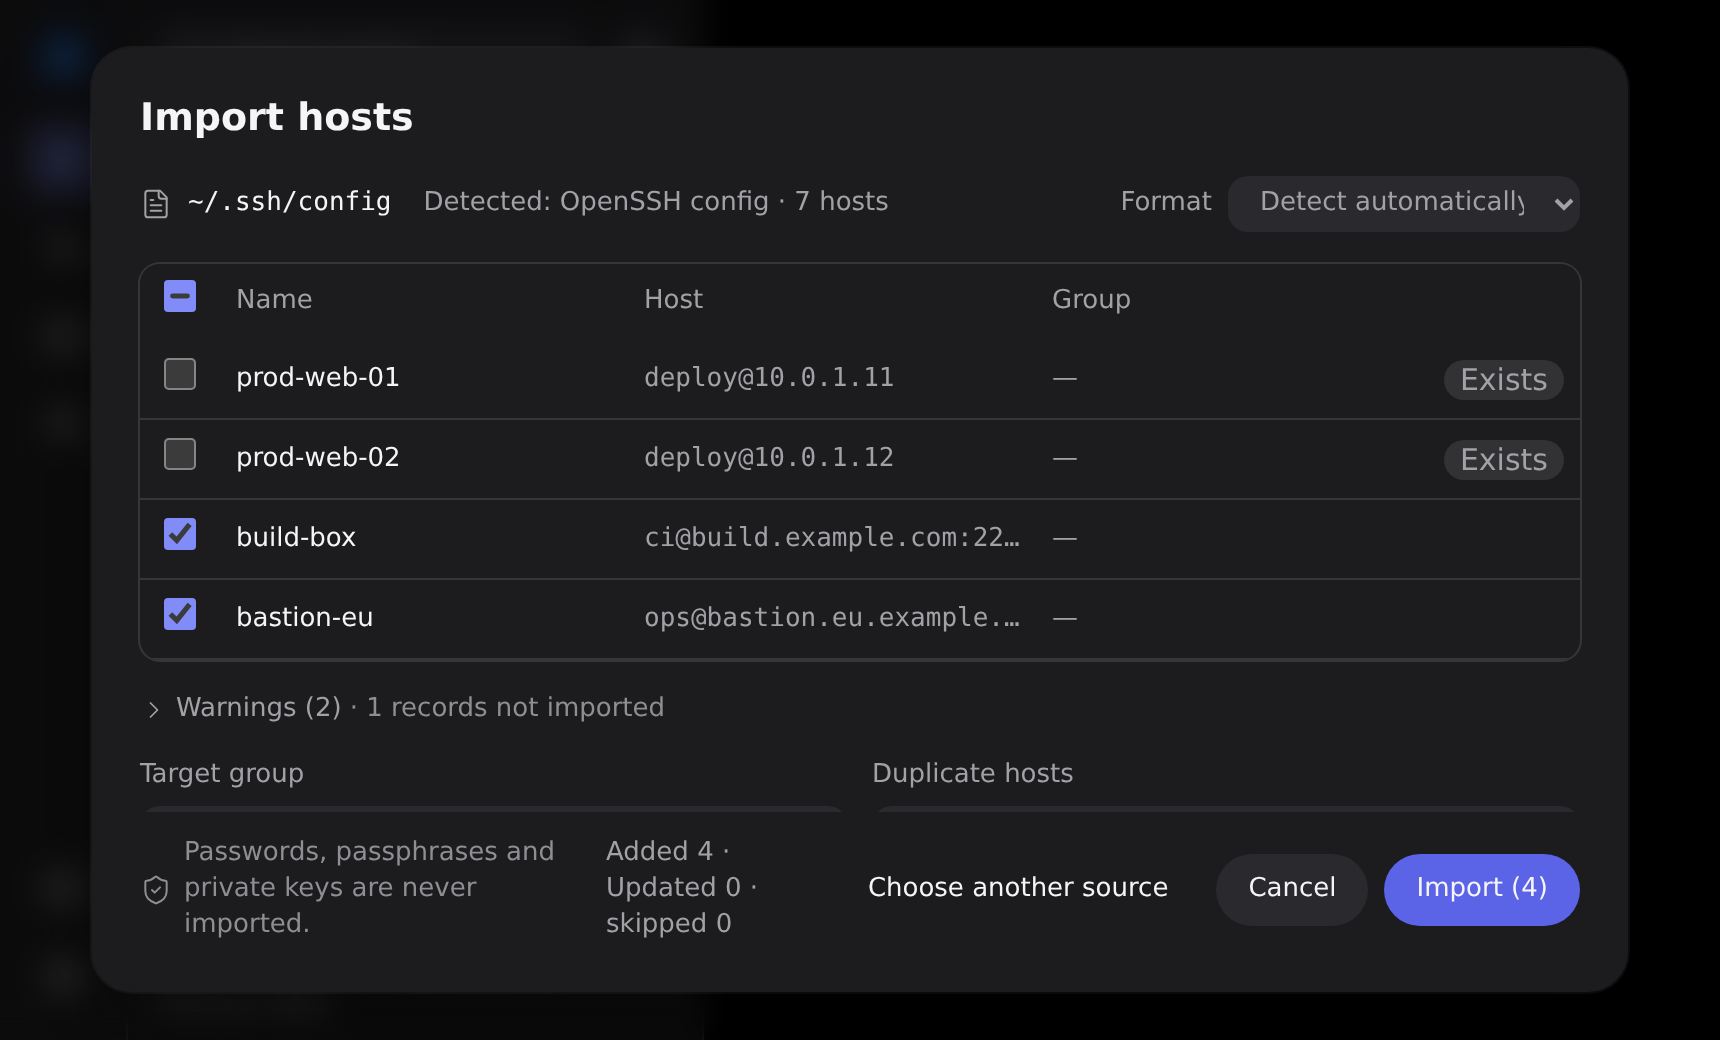 Import hosts
~/.ssh/config Detected: OpenSSH config · 7 hosts Format Detect automatically
Name Host Group
prod-web-01 deploy@10.0.1.11 — Exists
prod-web-02 deploy@10.0.1.12 — Exists
build-box ci@build.example.com:22… —
bastion-eu ops@bastion.eu.example.… —
Warnings (2) · 1 records not imported
Target group Duplicate hosts
Passwords, passphrases and
private keys are never
imported.
Added 4 ·
Updated 0 ·
skipped 0
Choose another source Cancel Import (4)